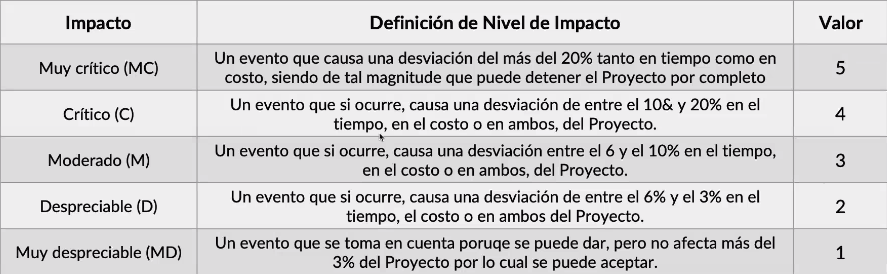 Impacto Definición de Nivel de Impacto Valor
Un evento que causa una desviación del más del 20% tanto en tiempo como en
Muy crítico (MC) 5
costo, siendo de tal magnitude que puede detener el Proyecto por completo
Un evento que si ocurre, causa una desviación de entre el 10& y 20% en el
Crítico (C) 4
tiempo, en el costo o en ambos, del Proyecto.
Un evento que si ocurre, causa una desviación entre el 6 y el 10% en el tiempo,
Moderado (M) 3
en el costo o en ambos, del Proyecto.
Un evento que si ocurre, causa una desviación de entre el 6% y el 3% en el
Despreciable (D) 2
tiempo, el costo o en ambos del Proyecto.
Un evento que se toma en cuenta poruqe se puede dar, pero no afecta más del
Muy despreciable (MD) 1
3% del Proyecto por lo cual se puede aceptar.